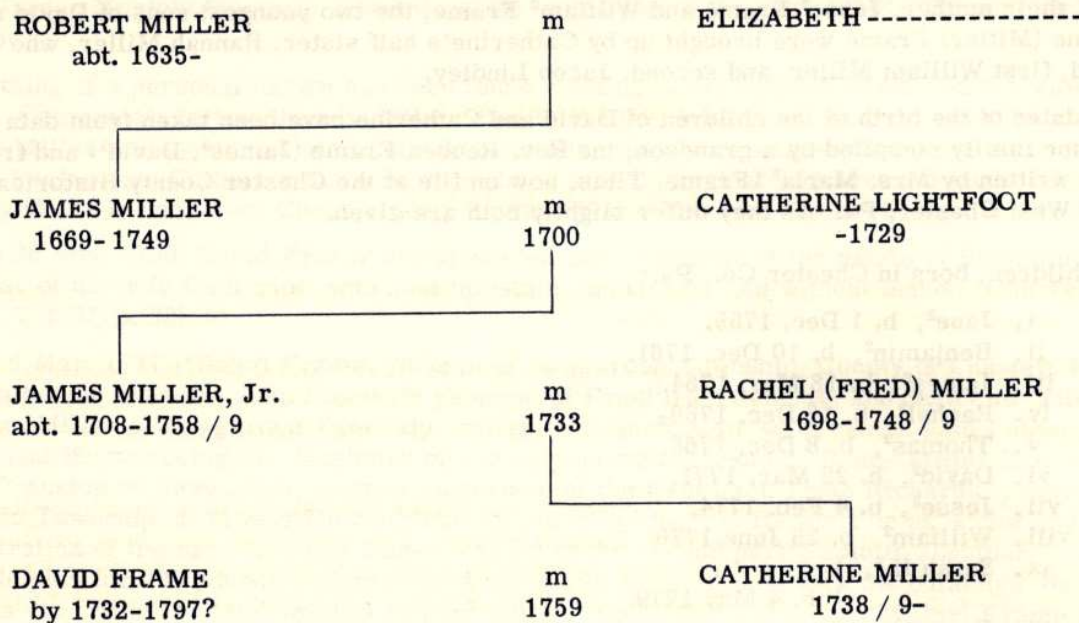 ROBERT MILLER m ELIZABETH
abt. 1635-
JAMES MILLER m CATHERINE LIGHTFOOT
1669-1749 1700 -1729
JAMES MILLER, Jr. m RACHEL (FRED) MILLER
abt. 1708-1758 / 9 1733 1698-1748 / 9
DAVID FRAME m CATHERINE MILLER
by 1732-1797? 1759 1738 / 9-